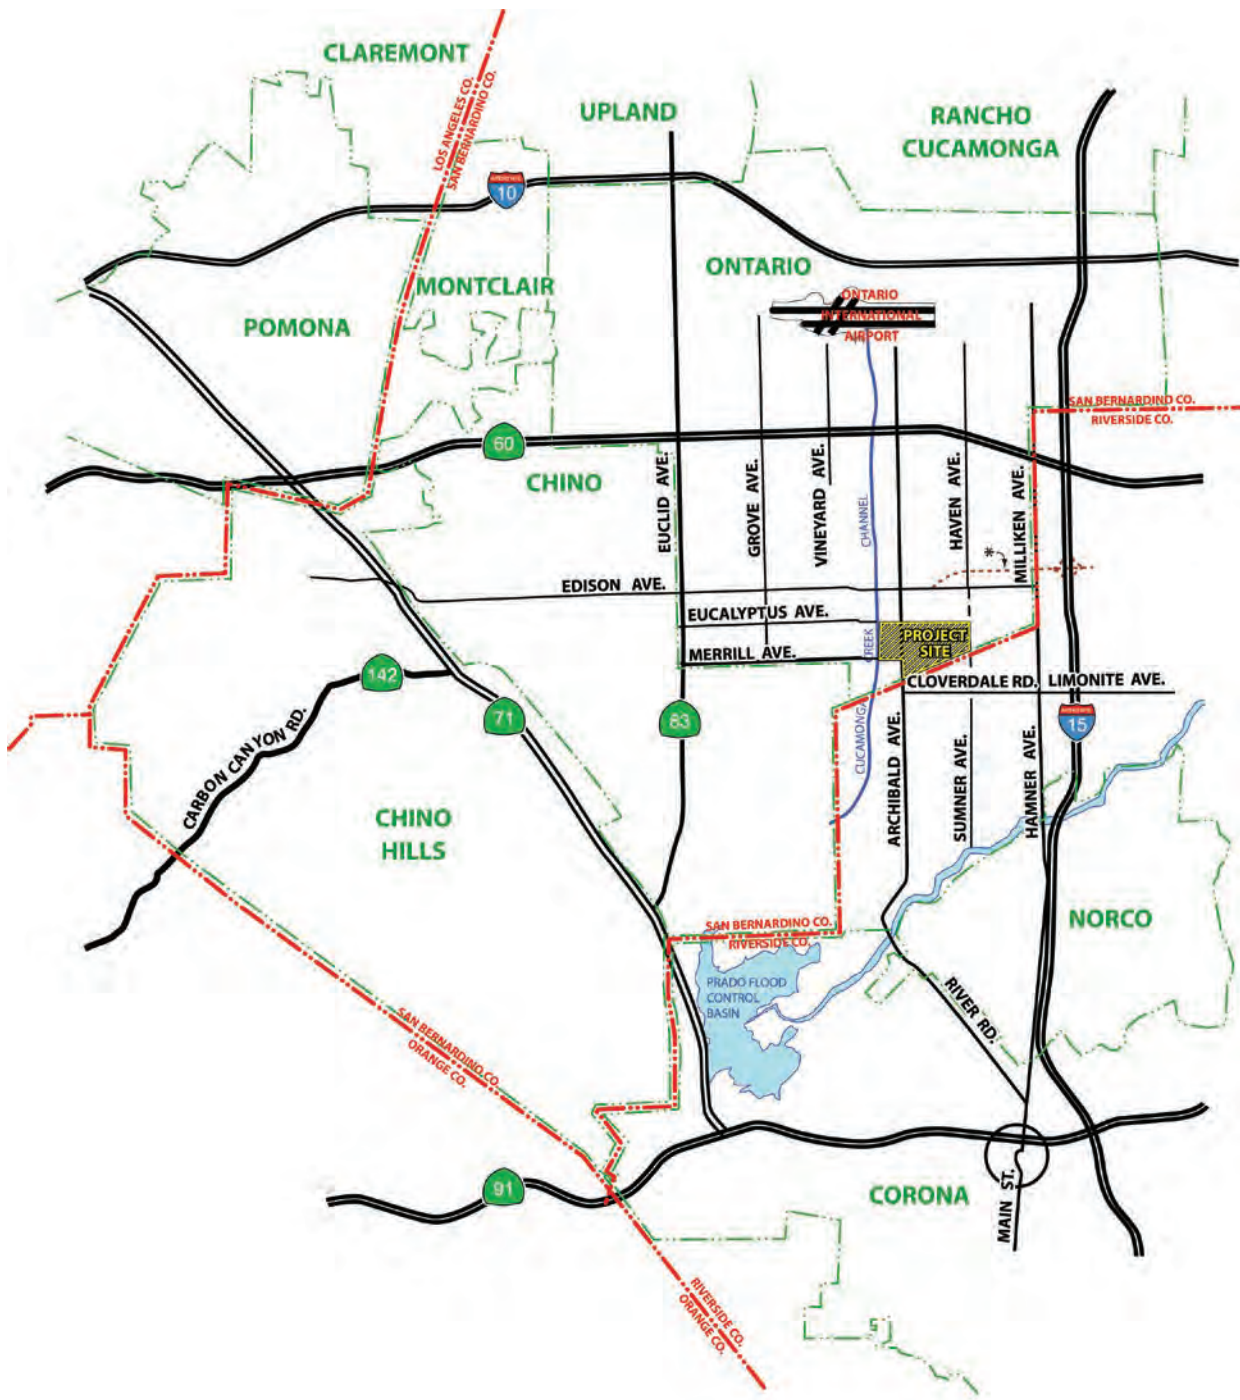 CLAREMONT
LOS ANGELES CO.
SAN BERNARDINO CO.
UPLAND
RANCHO
CUCAMONGA
INTERSTATE
10
MONTCLAIR
POMONA
ONTARIO
ONTARIO
INTERNATIONAL
AIRPORT
SAN BERNARDINO CO.
RIVERSIDE CO.
60
CHINO
EUCLID AVE.
GROVE AVE.
VINEYARD AVE.
CHANNEL
HAVEN AVE.
*
MILLIKEN AVE.
EDISON AVE.
EUCALYPTUS AVE.
PROJECT
SITE
CREEK
MERRILL AVE.
CLOVERDALE RD.
LIMONITE AVE.
142
71
83
INTERSTATE
15
CARBON CANYON RD.
CUCAMONGA
ARCHIBALD AVE.
SUMNER AVE.
HAMNER AVE.
CHINO
HILLS
NORCO
SAN BERNARDINO CO.
RIVERSIDE CO.
PRADO FLOOD
CONTROL
BASIN
RIVER RD.
SAN BERNARDINO CO.
ORANGE CO.
91
CORONA
MAIN ST.
RIVERSIDE CO.
ORANGE CO.